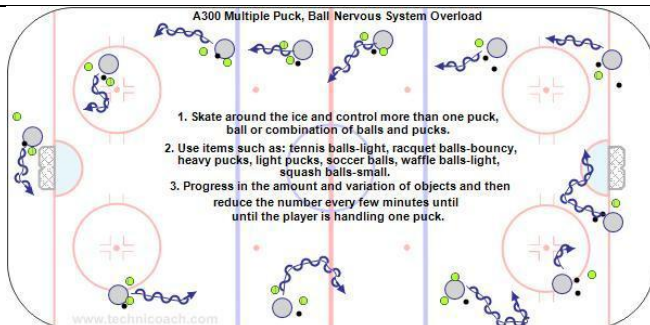 A300 Multiple Puck, Ball Nervous System Overload
1. Skate around the ice and control more than one puck,
ball or combination of balls and pucks.
2. Use items such as: tennis balls-light, racquet balls-bouncy,
heavy pucks, light pucks, soccer balls, waffle balls-light,
squash balls-small.
3. Progress in the amount and variation of objects and then
reduce the number every few minutes until
until the player is handling one puck.
www.technicoach.com